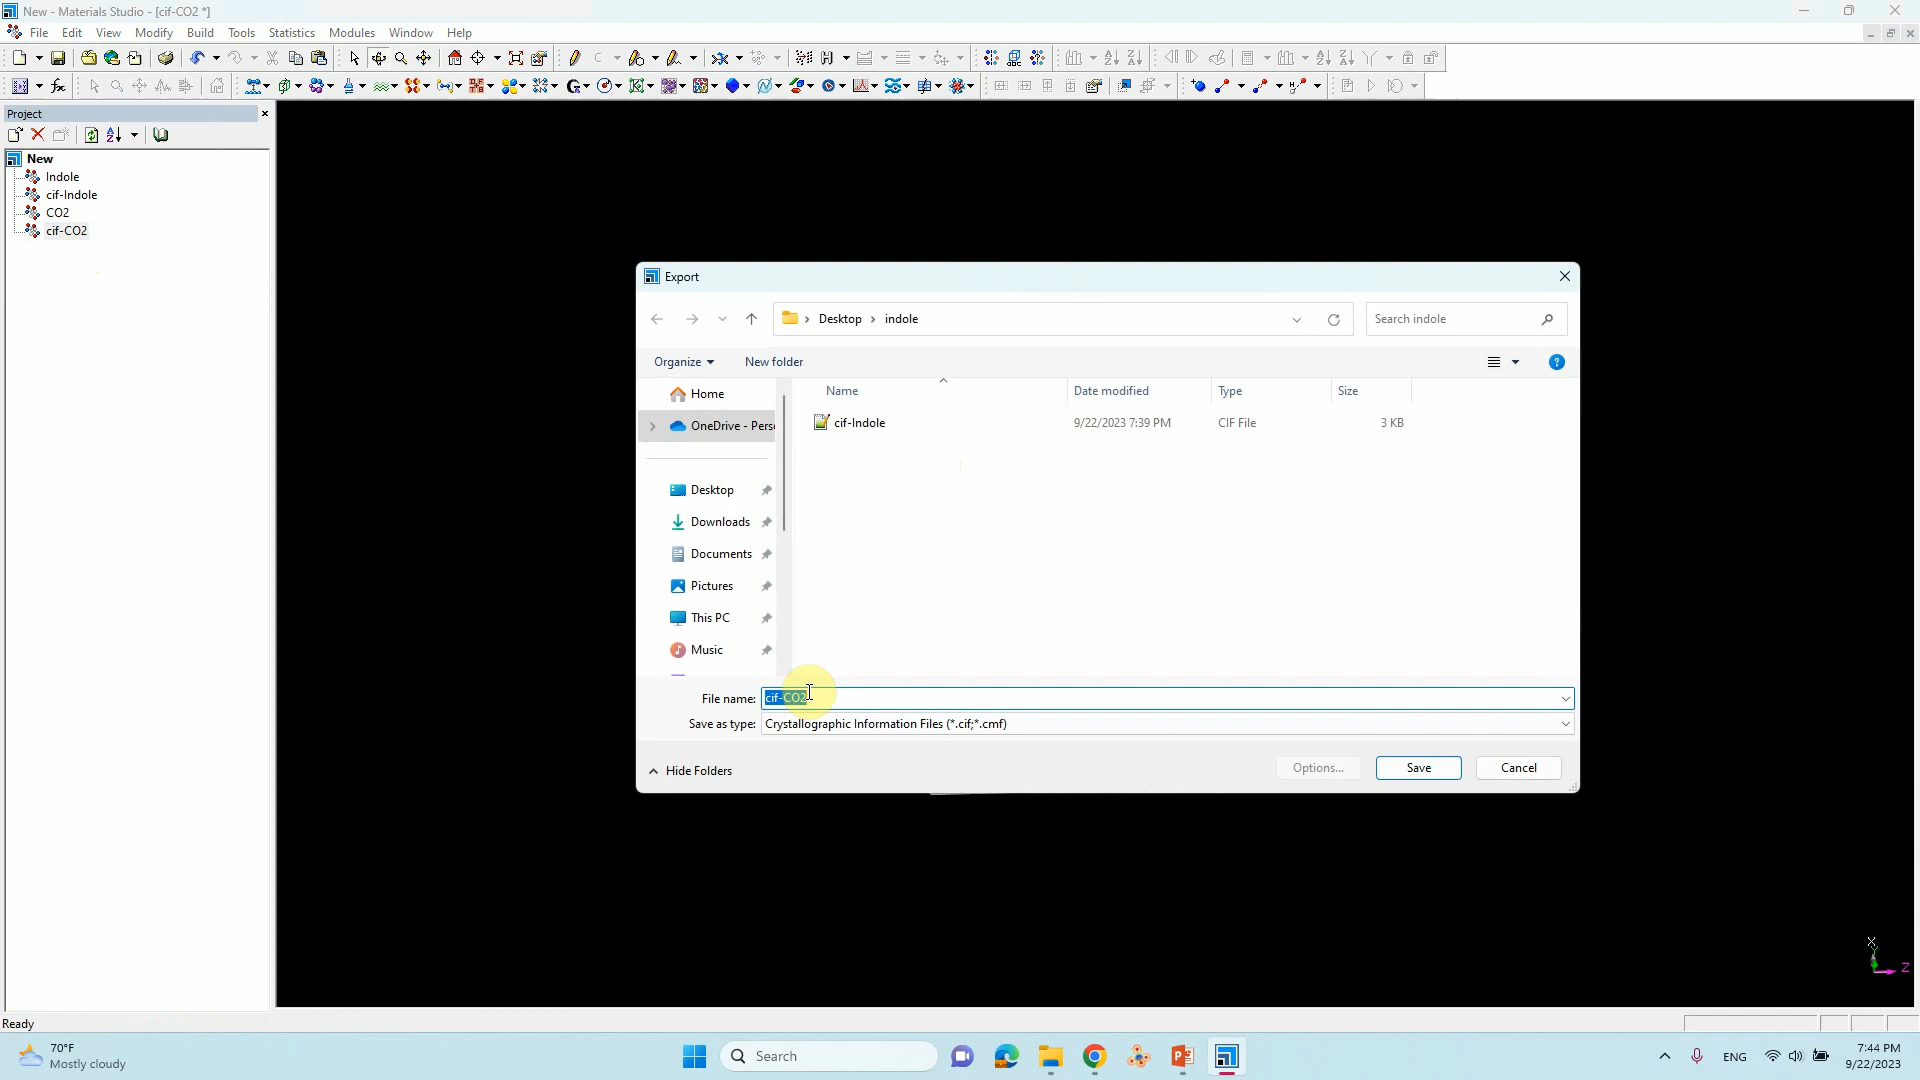 New - Materials Studio - [cif-CO2 *]
File Edit View Modify Build Tools Statistics Modules Window Help
Project
New
Indole
cif-Indole
CO2
cif-CO2
Export
Desktop > indole
Search indole
Organize New folder
Name Date modified Type Size
cif-Indole 9/22/2023 7:39 PM CIF File 3 KB
Home
OneDrive - Perso
Desktop
Downloads
Documents
Pictures
This PC
Music
File name: cif-CO2
Save as type: Crystallographic Information Files (*.cif;*.cmf)
Hide Folders Options... Save Cancel
X
Y
Z
Ready
70°F
Mostly cloudy
Search
ENG
7:44 PM
9/22/2023